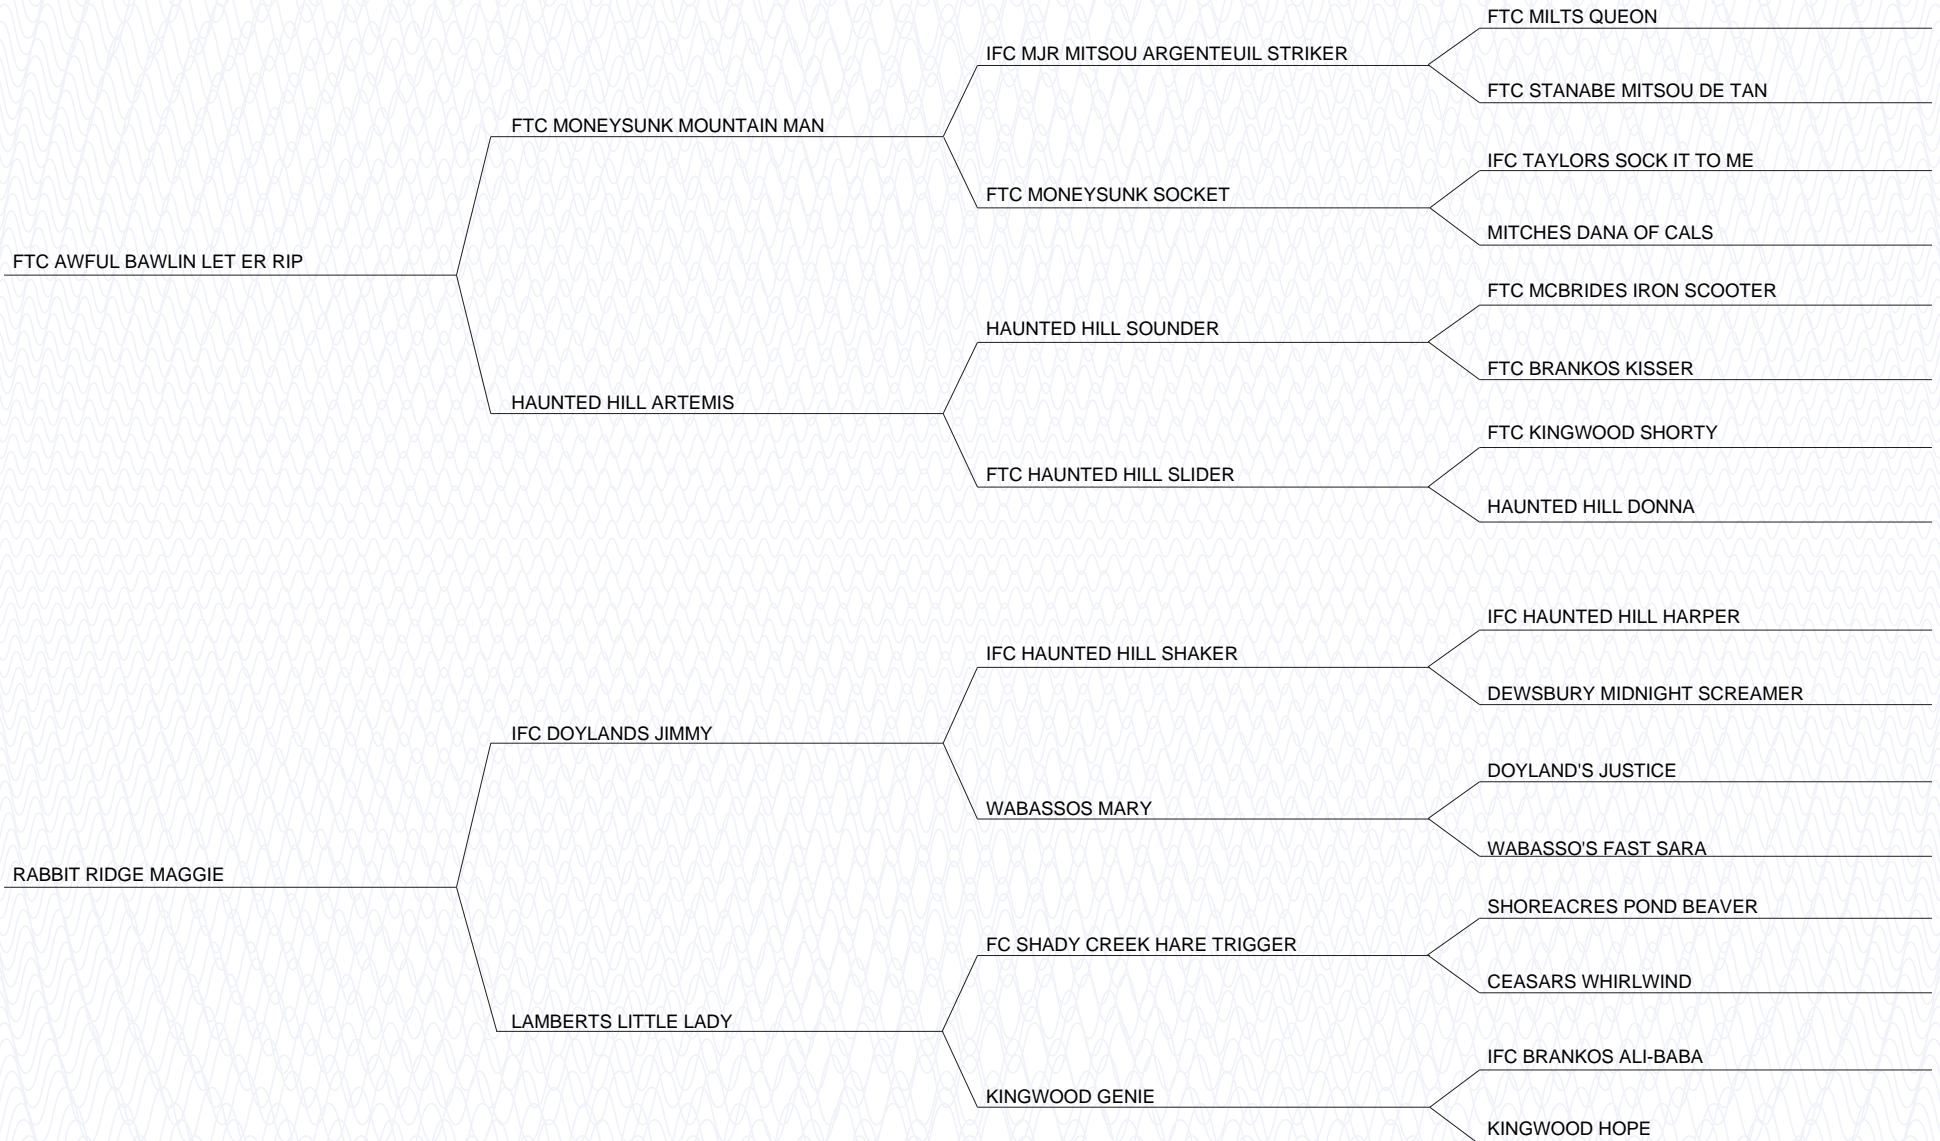 FTC MILTS QUEON
IFC MJR MITSOU ARGENTEUIL STRIKER
FTC STANABE MITSOU DE TAN
FTC MONEYSUNK MOUNTAIN MAN
IFC TAYLORS SOCK IT TO ME
FTC MONEYSUNK SOCKET
MITCHES DANA OF CALS
FTC AWFUL BAWLIN LET ER RIP
FTC MCBRIDES IRON SCOOTER
HAUNTED HILL SOUNDER
FTC BRANKOS KISSER
HAUNTED HILL ARTEMIS
FTC KINGWOOD SHORTY
FTC HAUNTED HILL SLIDER
HAUNTED HILL DONNA
IFC HAUNTED HILL HARPER
IFC HAUNTED HILL SHAKER
DEWSBURY MIDNIGHT SCREAMER
IFC DOYLANDS JIMMY
DOYLAND'S JUSTICE
WABASSOS MARY
WABASSO'S FAST SARA
RABBIT RIDGE MAGGIE
SHOREACRES POND BEAVER
FC SHADY CREEK HARE TRIGGER
CEASARS WHIRLWIND
LAMBERTS LITTLE LADY
IFC BRANKOS ALI-BABA
KINGWOOD GENIE
KINGWOOD HOPE